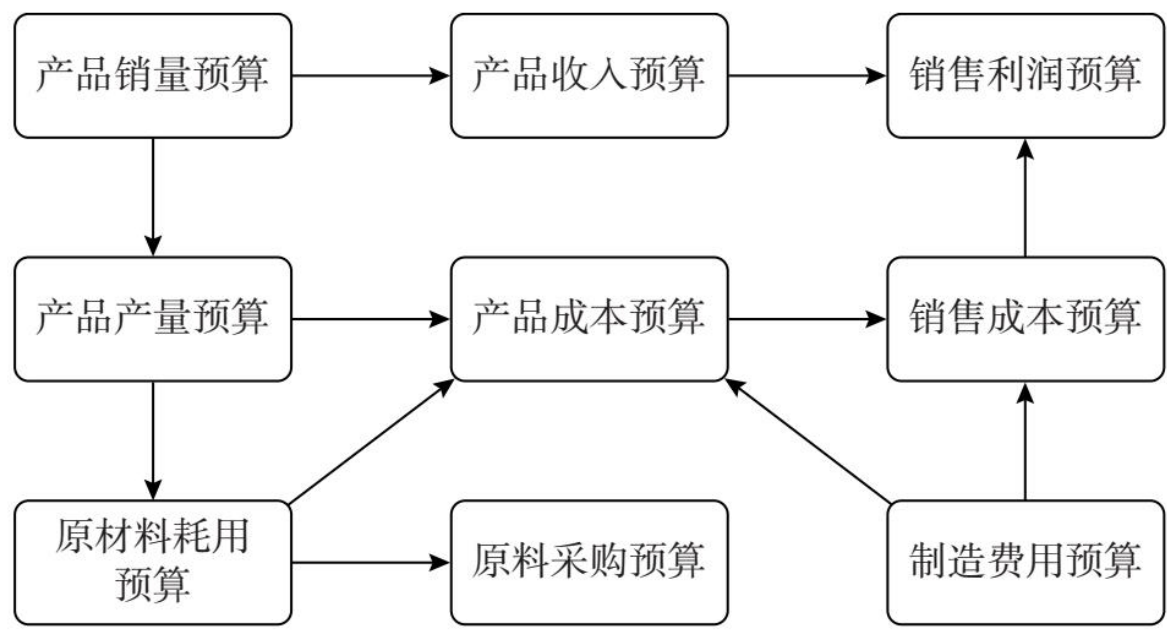 产品销量预算
产品收入预算
销售利润预算
产品产量预算
产品成本预算
销售成本预算
原材料耗用
预算
原料采购预算
制造费用预算